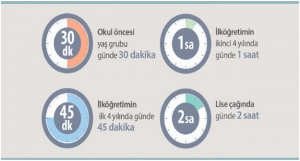 30
dk
Okul öncesi
yaş grubu
günde 30 dakika
1sa
İlköğretimin
ikinci 4 yılında
günde 1 saat
45
dk
İlköğretimin
ilk 4 yılında günde
45 dakika
2sa
Lise çağında
günde 2 saat